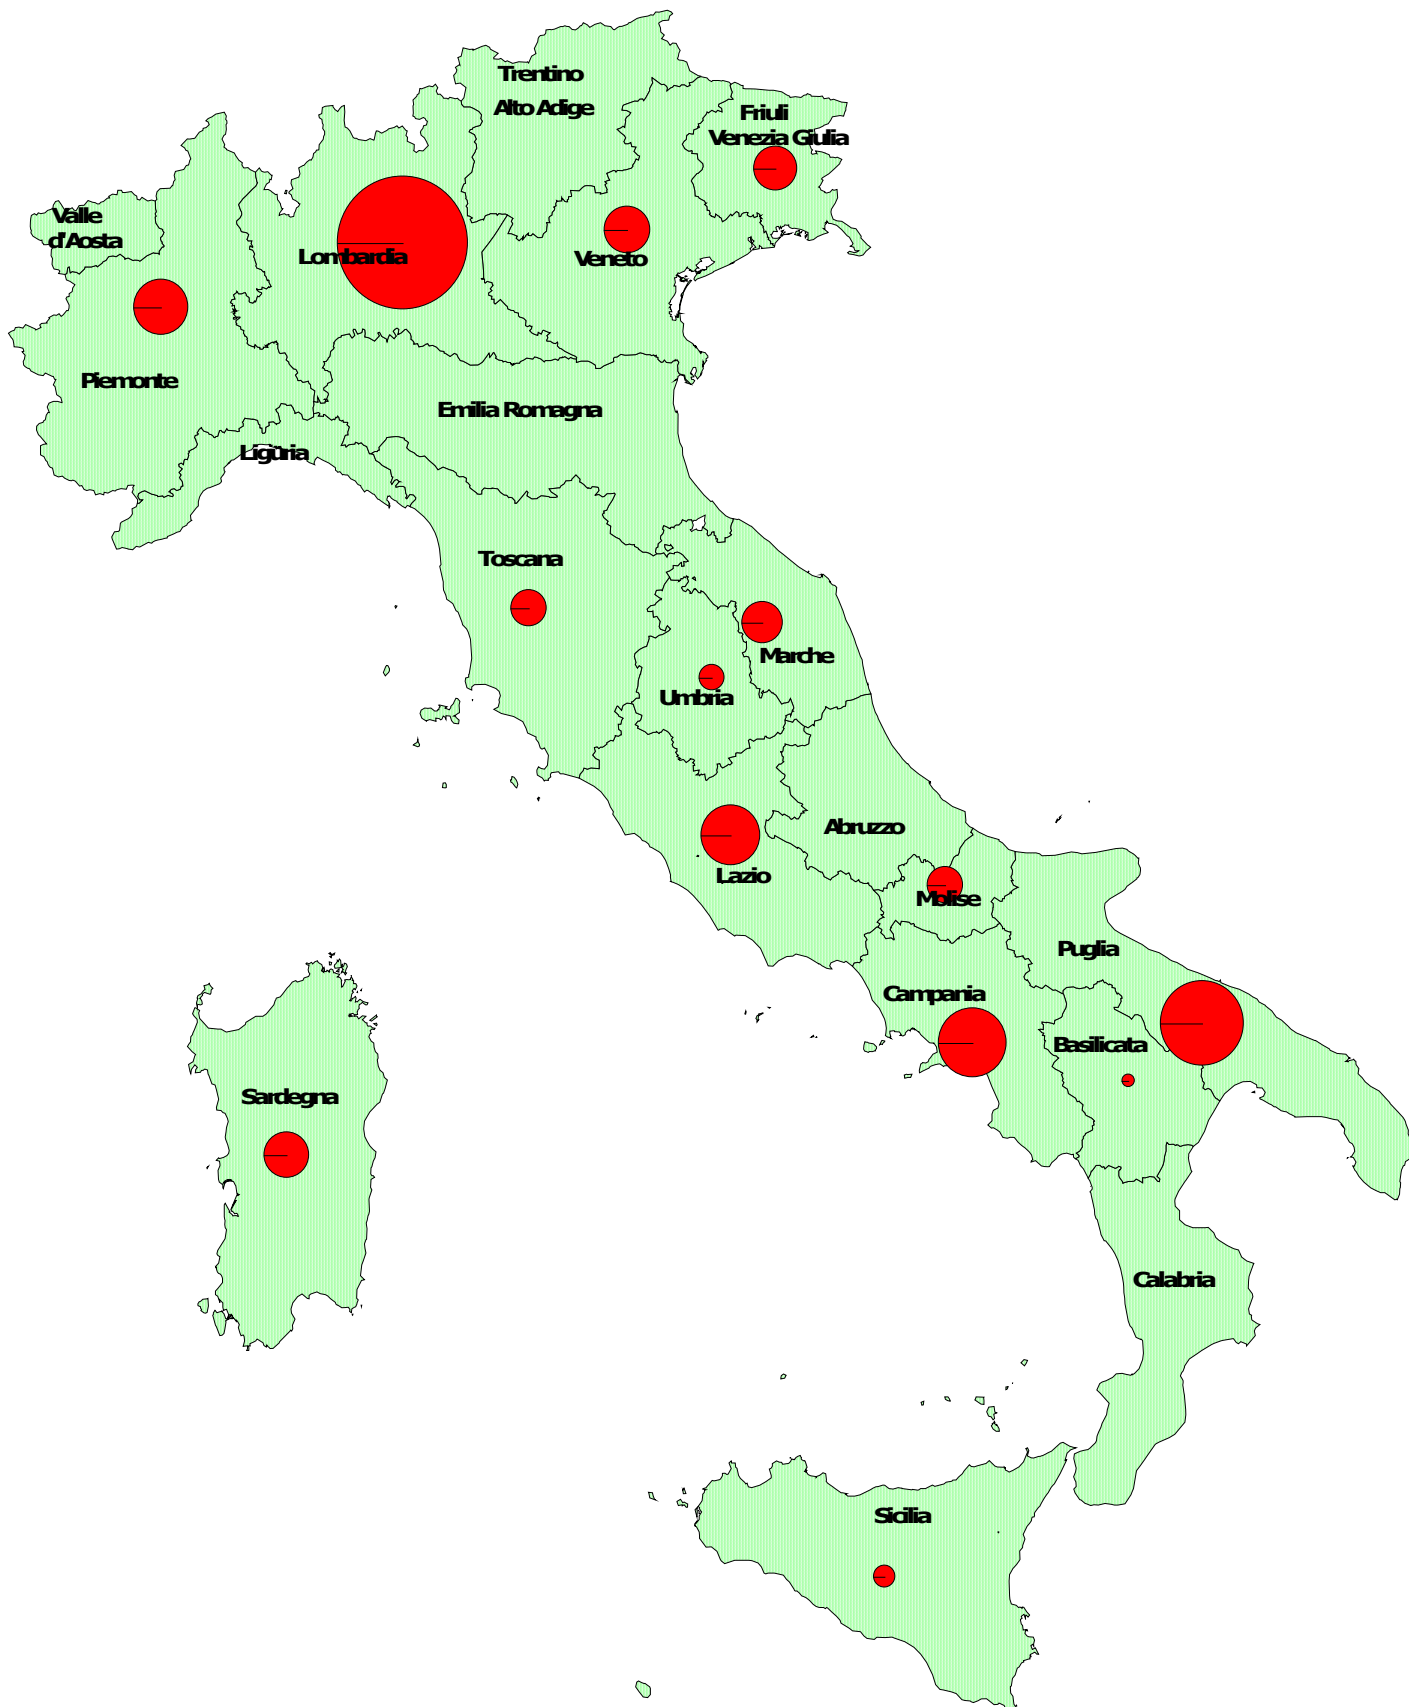 Trentino
Alto Adige
Friuli
Venezia Giulia
Valle
d'Aosta
Lombardia
Veneto
Piemonte
Emilia Romagna
Liguria
Toscana
Marche
Umbria
Abruzzo
Lazio
Molise
Puglia
Campania
Basilicata
Sardegna
Calabria
Sicilia